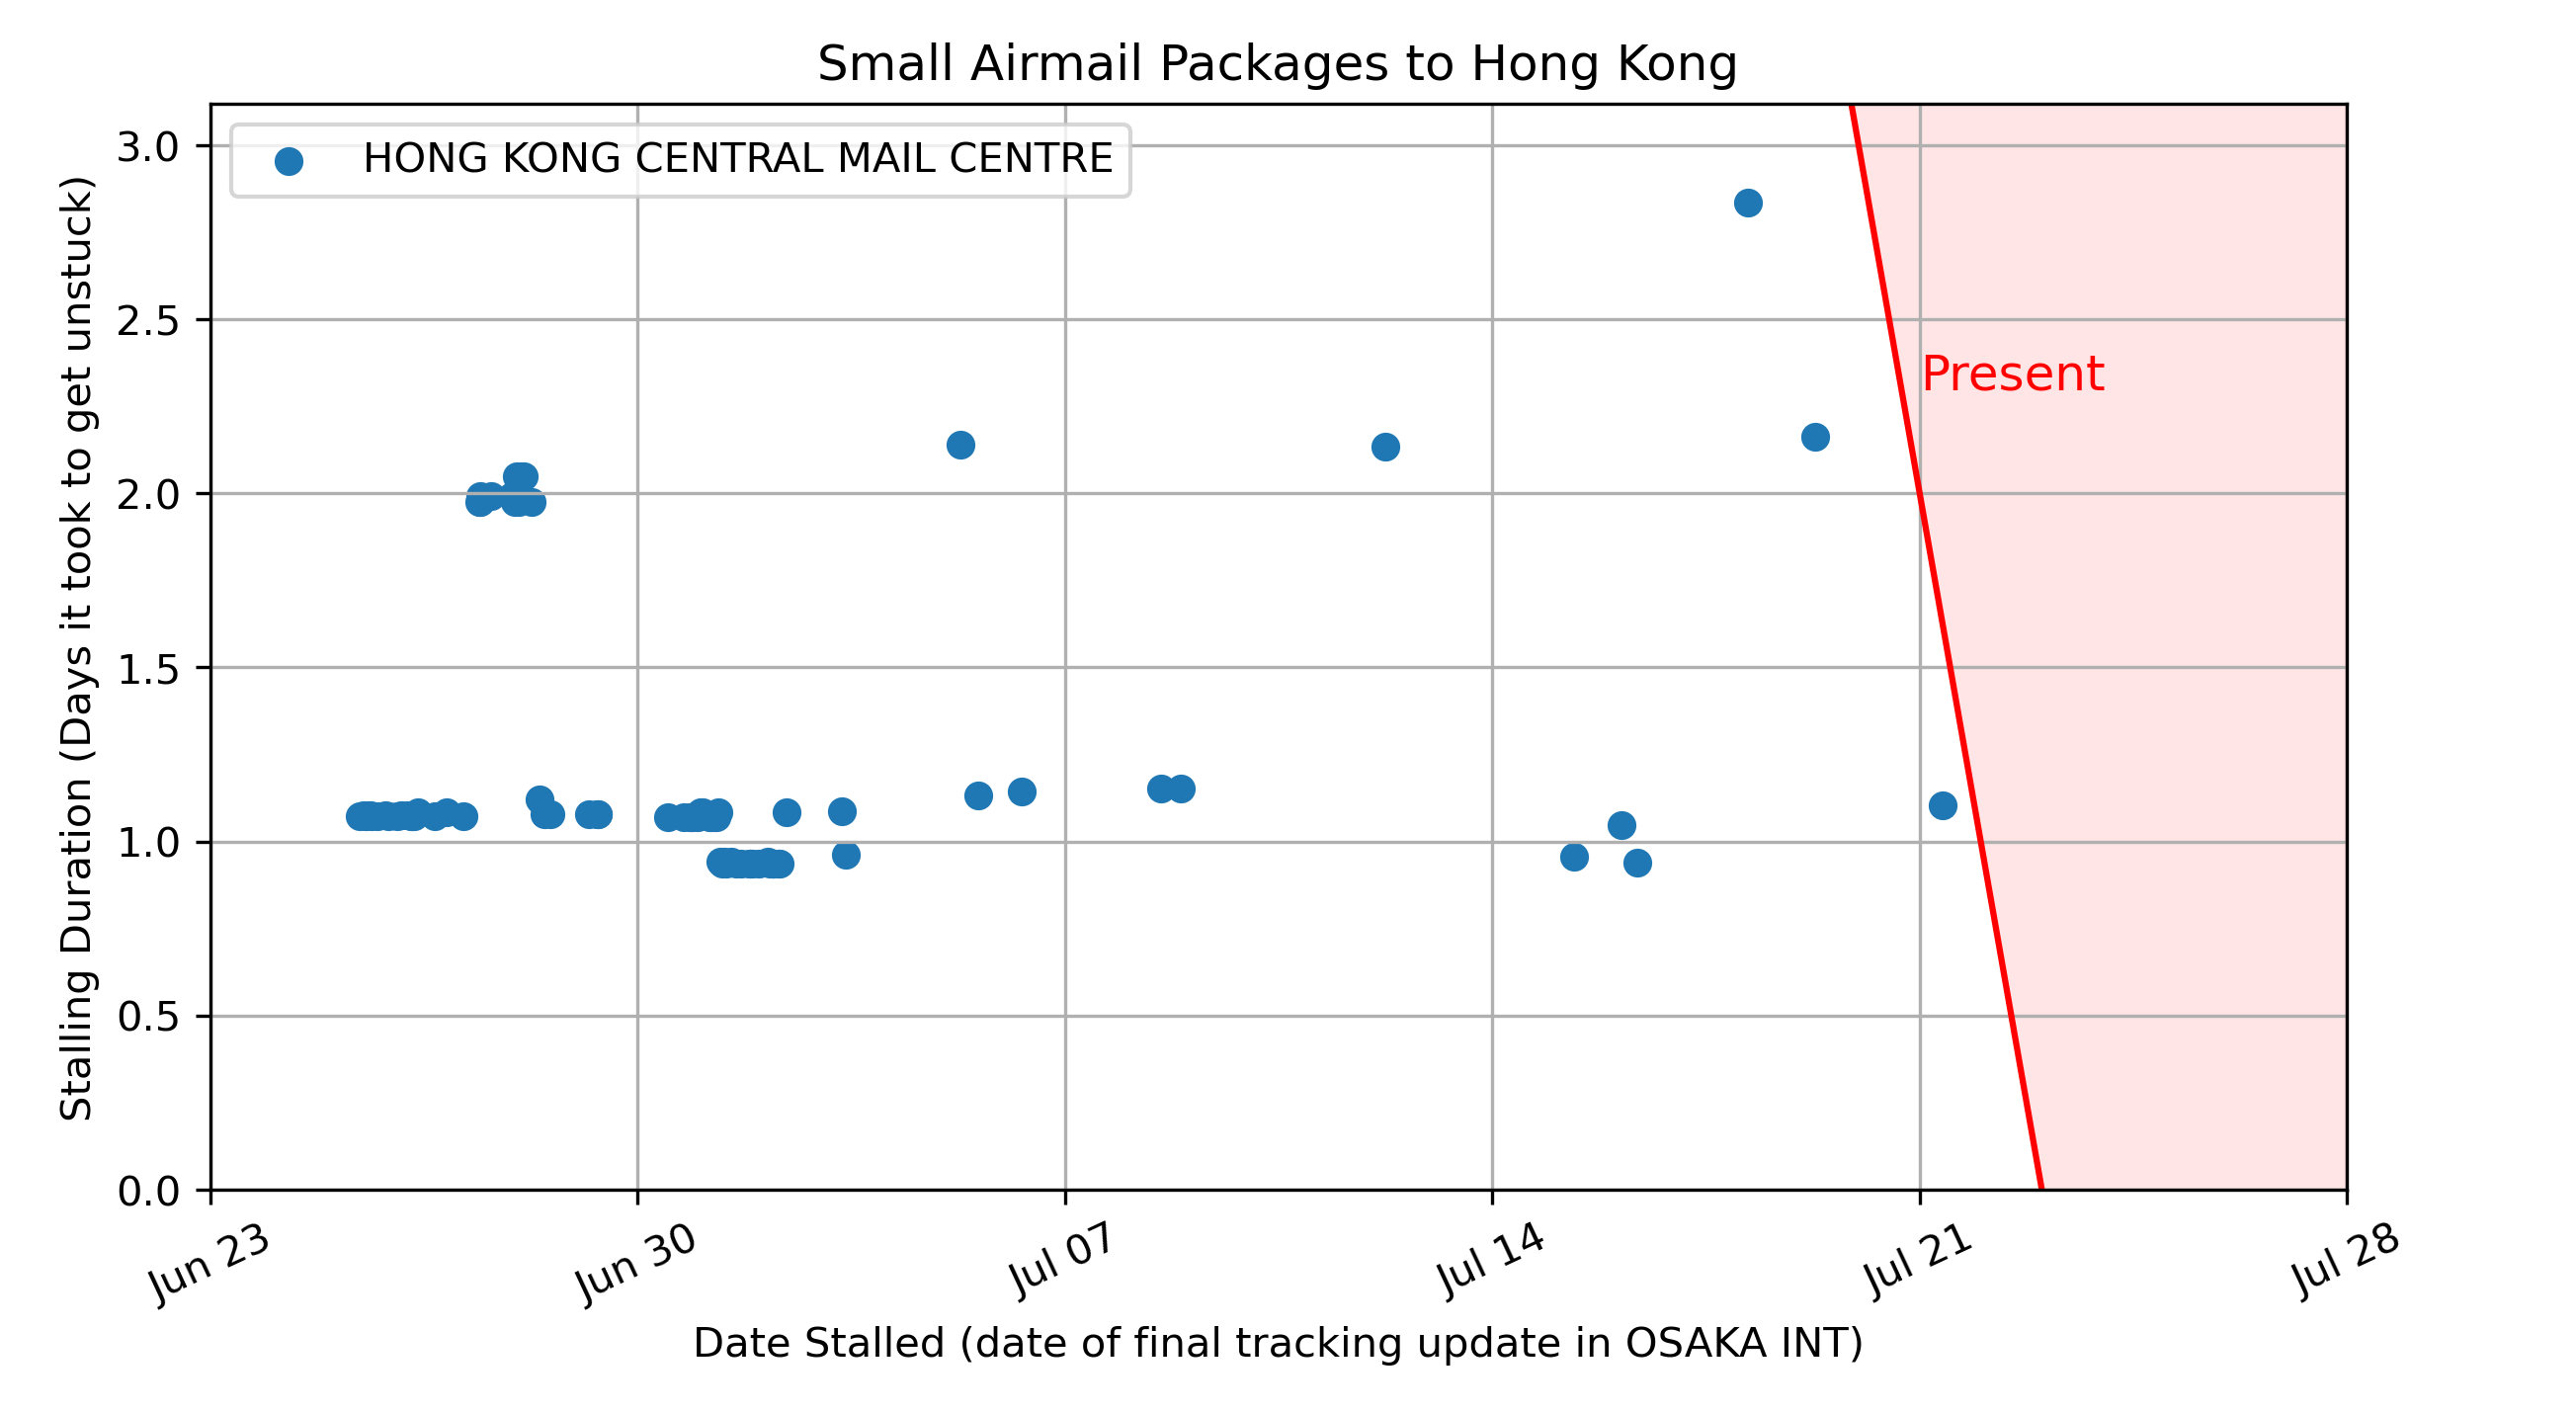 Small Airmail Packages to Hong Kong
HONG KONG CENTRAL MAIL CENTRE
3.0
2.5
2.0
1.5
1.0
0.5
0.0
Stalling Duration (Days it took to get unstuck)
Present
Jun 23
Jun 30
Jul 07
Jul 14
Jul 21
Jul 28
Date Stalled (date of final tracking update in OSAKA INT)